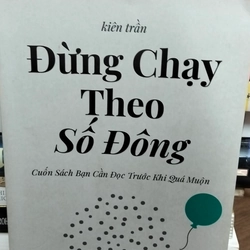 kiên trần
Đừng Chạy
Theo
Số Đông
Cuốn Sách Bạn Cần Đọc Trước Khi Quá Muộn